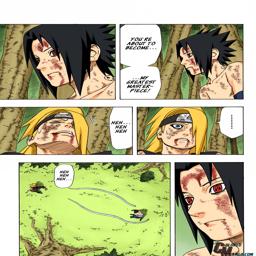 YOU'RE
ABOUT TO
BECOME...
...MY
GREATEST
MASTER-
PIECE!
HEH...
HEH
HEH
..........
HEH
HEH
HEH...